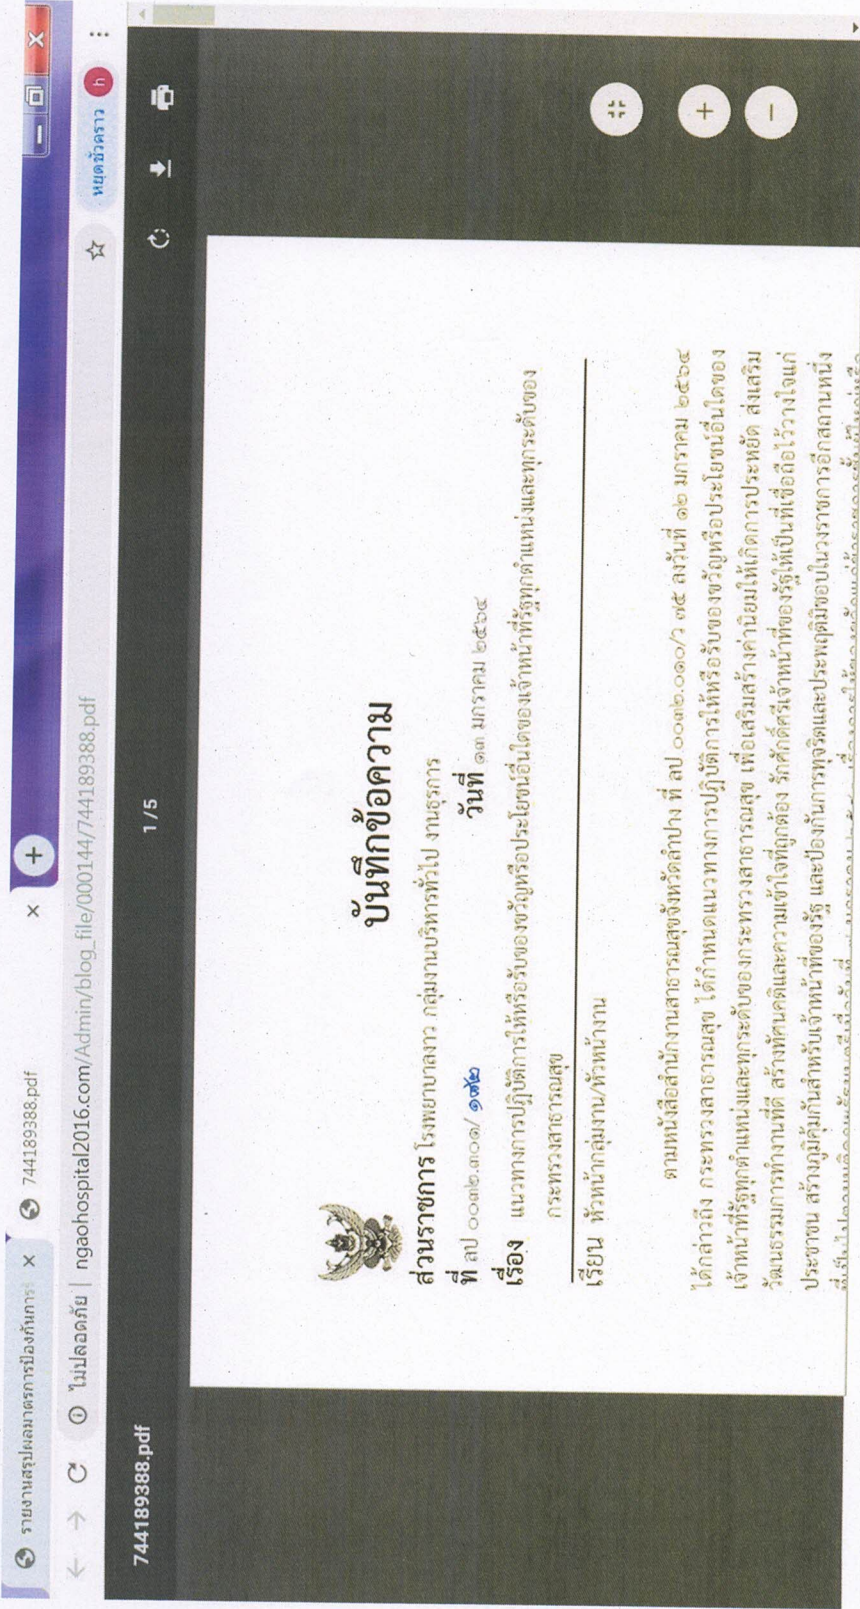 รายงานสรุปผลมาตรการป้องกันการ
744189388.pdf
ไม่ปลอดภัย | ngaohospital2016.com/Admin/blog_file/000144/744189388.pdf
หยุดชั่วคราว h
744189388.pdf
1 / 5
บันทึกข้อความ
ส่วนราชการ โรงพยาบาลงาว กลุ่มงานบริหารทั่วไป งานธุรการ
ที่ ลป ๐๐๓๒.๓๐๑/ วันที่ ๑๓ มกราคม ๒๕๖๔
เรื่อง แนวทางการปฏิบัติการให้หรือรับของขวัญหรือประโยชน์อื่นใดของเจ้าหน้าที่รัฐทุกตำแหน่งและทุกระดับของ
กระทรวงสาธารณสุข
เรียน หัวหน้ากลุ่มงาน/หัวหน้างาน
ตามหนังสือสำนักงานสาธารณสุขจังหวัดลำปาง ที่ ลป ๐๐๓๒.๐๑๐/ว ๗๕ ลงวันที่ ๑๒ มกราคม ๒๕๖๔
ได้กล่าวถึง กระทรวงสาธารณสุข ได้กำหนดแนวทางการปฏิบัติการให้หรือรับของขวัญหรือประโยชน์อื่นใดของ
เจ้าหน้าที่รัฐทุกตำแหน่งและทุกระดับของกระทรวงสาธารณสุข เพื่อเสริมสร้างค่านิยมให้เกิดการประหยัด ส่งเสริม
วัฒนธรรมการทำงานที่ดี สร้างทัศนคติและความเข้าใจที่ถูกต้อง รักศักดิ์ศรีเจ้าหน้าที่ของรัฐให้เป็นที่เชื่อถือไว้วางใจแก่
ประชาชน สร้างภูมิคุ้มกันสำหรับเจ้าหน้าที่ของรัฐ และป้องกันการทุจริตและประพฤติมิชอบในวงราชการอีกสถานหนึ่ง